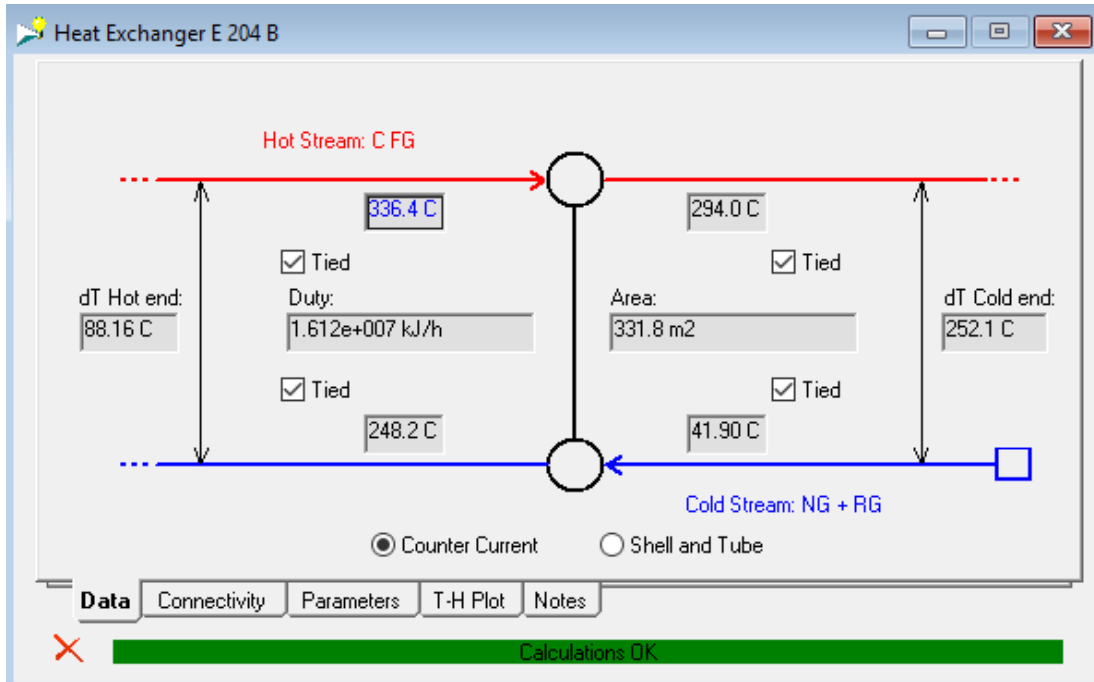 Heat Exchanger E 204 B
Hot Stream: C FG
336.4 C
294.0 C
Tied
Tied
dT Hot end:
Duty:
Area:
dT Cold end:
88.16 C
1.612e+007 kJ/h
331.8 m2
252.1 C
Tied
Tied
248.2 C
41.90 C
Cold Stream: NG + RG
Counter Current
Shell and Tube
Data
Connectivity
Parameters
T-H Plot
Notes
Calculations OK